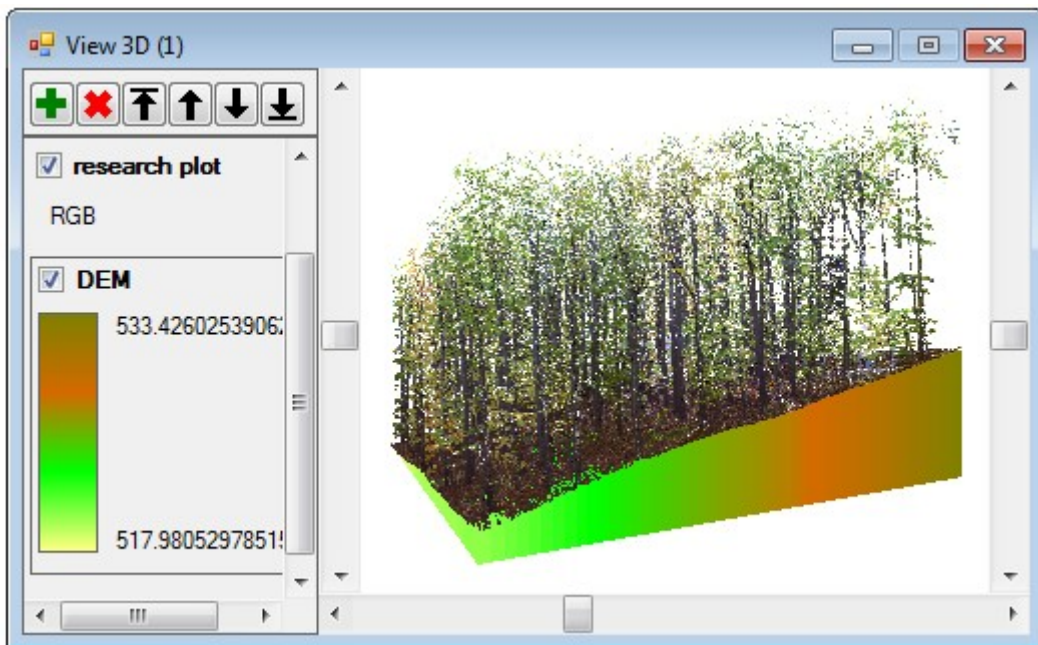 View 3D (1)
research plot
RGB
DEM
533.4260253906
517.9805297851